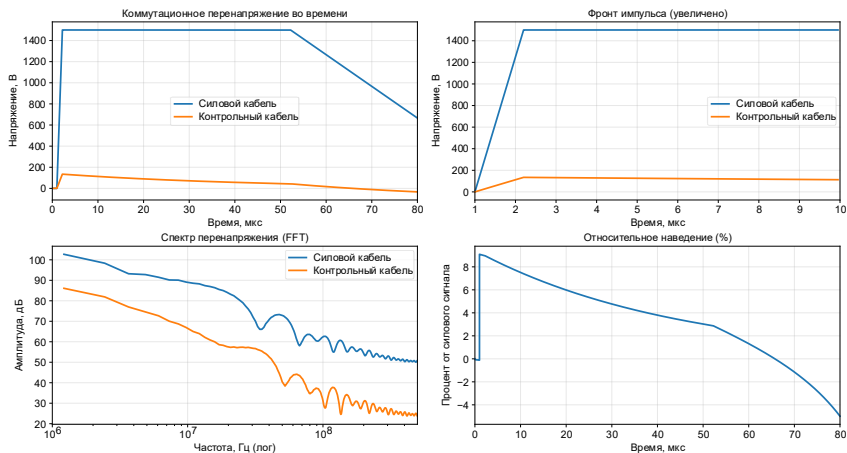 Коммутационное перенапряжение во времени
Напряжение, В
1400
1200
1000
800
600
400
200
0
Силовой кабель
Контрольный кабель
0 10 20 30 40 50 60 70 80
Время, мкс
Фронт импульса (увеличено)
Напряжение, В
1400
1200
1000
800
600
400
200
0
Силовой кабель
Контрольный кабель
1 2 3 4 5 6 7 8 9 10
Время, мкс
Спектр перенапряжения (FFT)
Амплитуда, дБ
100
90
80
70
60
50
40
30
20
Силовой кабель
Контрольный кабель
10⁶ 10⁷ 10⁸
Частота, Гц (лог)
Относительное наведение (%)
Процент от силового сигнала
8
6
4
2
0
−2
−4
0 10 20 30 40 50 60 70 80
Время, мкс